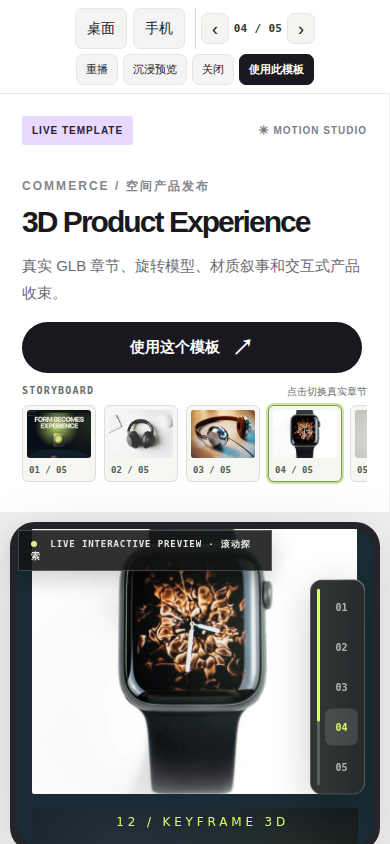 桌面 手机 ‹ 04 / 05 ›
重播 沉浸预览 关闭 使用此模板
LIVE TEMPLATE
✷ MOTION STUDIO
COMMERCE / 空间产品发布
3D Product Experience
真实 GLB 章节、旋转模型、材质叙事和交互式产品
收束。
使用这个模板 ↗
STORYBOARD
点击切换真实章节
FORM BECOMES
EXPERIENCE
01 / 05
02 / 05
03 / 05
04 / 05
05
LIVE INTERACTIVE PREVIEW · 滚动探
索
01
02
03
04
05
12 / KEYFRAME 3D